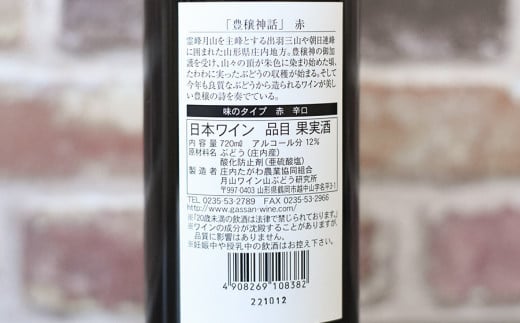 「豊穣神話」 赤
霊峰月山を主峰とする出羽三山や朝日連峰
に囲まれた山形県庄内地方。豊穣神の御加
護を受け、山々の頂が朱色に染まり始めた頃、
たわわに実ったぶどうの収穫が始まる。そして
今年も良質なぶどうから造られるワインが美し
い豊穣の詩を奏でている。
味のタイプ 赤 辛口
日本ワイン 品目 果実酒
内容量 720㎖ アルコール分 12%
原材料名 ぶどう(庄内産)
酸化防止剤(亜硫酸塩)
製造者 庄内たがわ農業協同組合
月山ワイン山ぶどう研究所
〒997-0403 山形県鶴岡市越中山字名平3-1
TEL 0235-53-2789 FAX 0235-53-2966
http://www.gassan-wine.com/
※「20歳未満の飲酒は法律で禁じられております。」
※ワインの成分が沈殿することがありますが、
品質に影響はありません。
※妊娠中や授乳中の飲酒はお控え下さい。
4 908269 108382
221012